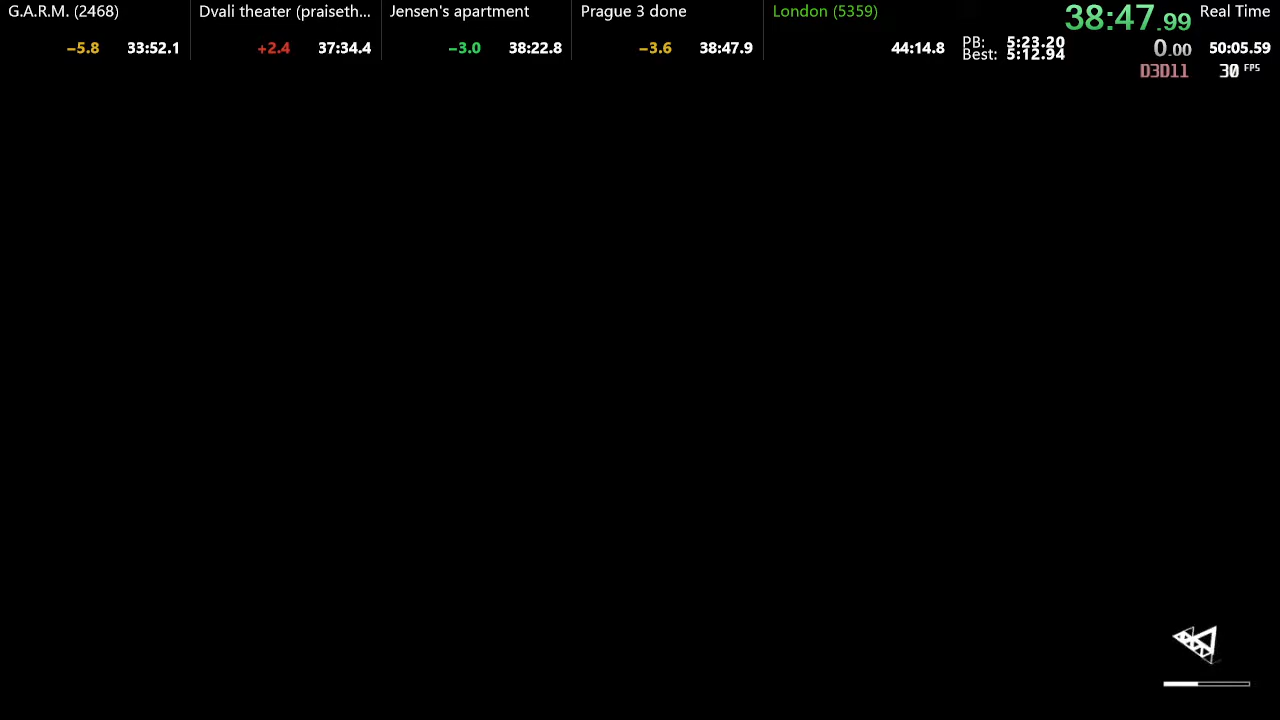 G.A.R.M. (2468)
−5.8 33:52.1
Dvali theater (praiseth...
+2.4 37:34.4
Jensen's apartment
−3.0 38:22.8
Prague 3 done
−3.6 38:47.9
London (5359)
44:14.8
38:47.99
PB: 5:23.20
Best: 5:12.94
0.00
Real Time
50:05.59
D3D11 30 FPS